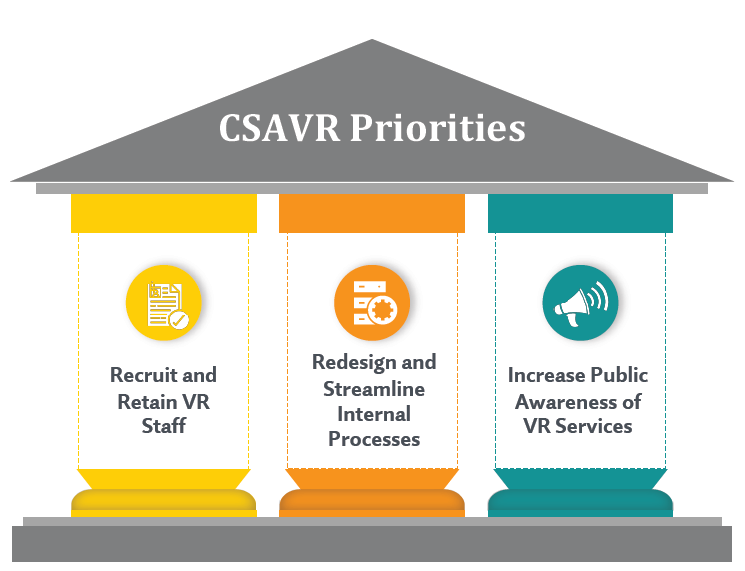 CSAVR Priorities
Recruit and
Retain VR
Staff
Redesign and
Streamline
Internal
Processes
Increase Public
Awareness of
VR Services